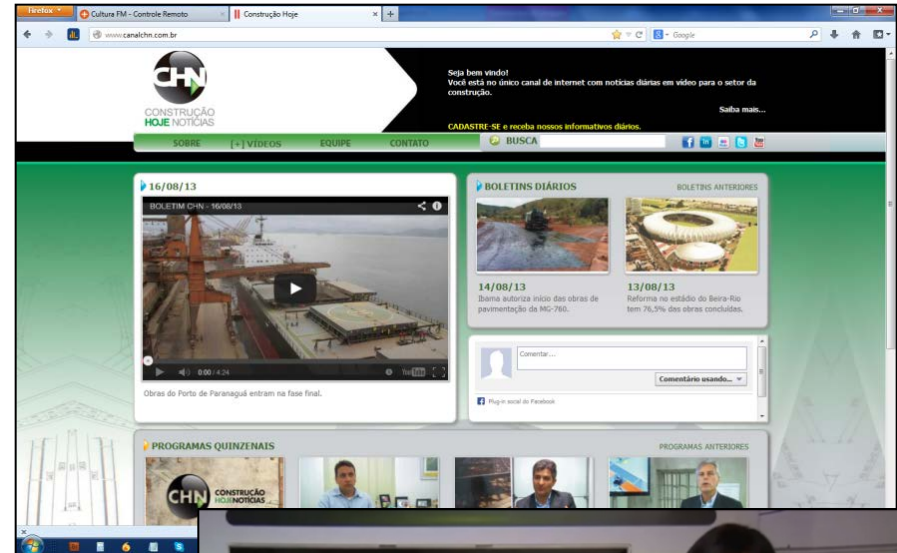 Firefox
Cultura FM - Controle Remoto
Construção Hoje
www.canalchn.com.br
Google
CHN
CONSTRUÇÃO
HOJE NOTÍCIAS
Seja bem vindo!
Você está no único canal de internet com notícias diárias em vídeo para o setor da
construção.
Saiba mais...
CADASTRE-SE e receba nossos informativos diários.
SOBRE [+] VÍDEOS EQUIPE CONTATO BUSCA
16/08/13
BOLETIM CHN - 16/08/13
0:00 / 4:24
YouTube
Obras do Porto de Paranaguá entram na fase final.
BOLETINS DIÁRIOS
BOLETINS ANTERIORES
14/08/13
Ibama autoriza início das obras de
pavimentação da MG-760.
13/08/13
Reforma no estádio do Beira-Rio
tem 76,5% das obras concluídas.
Comentar...
Comentário usando...
Plug-in social do Facebook
PROGRAMAS QUINZENAIS
PROGRAMAS ANTERIORES
CHN CONSTRUÇÃO
HOJE NOTÍCIAS